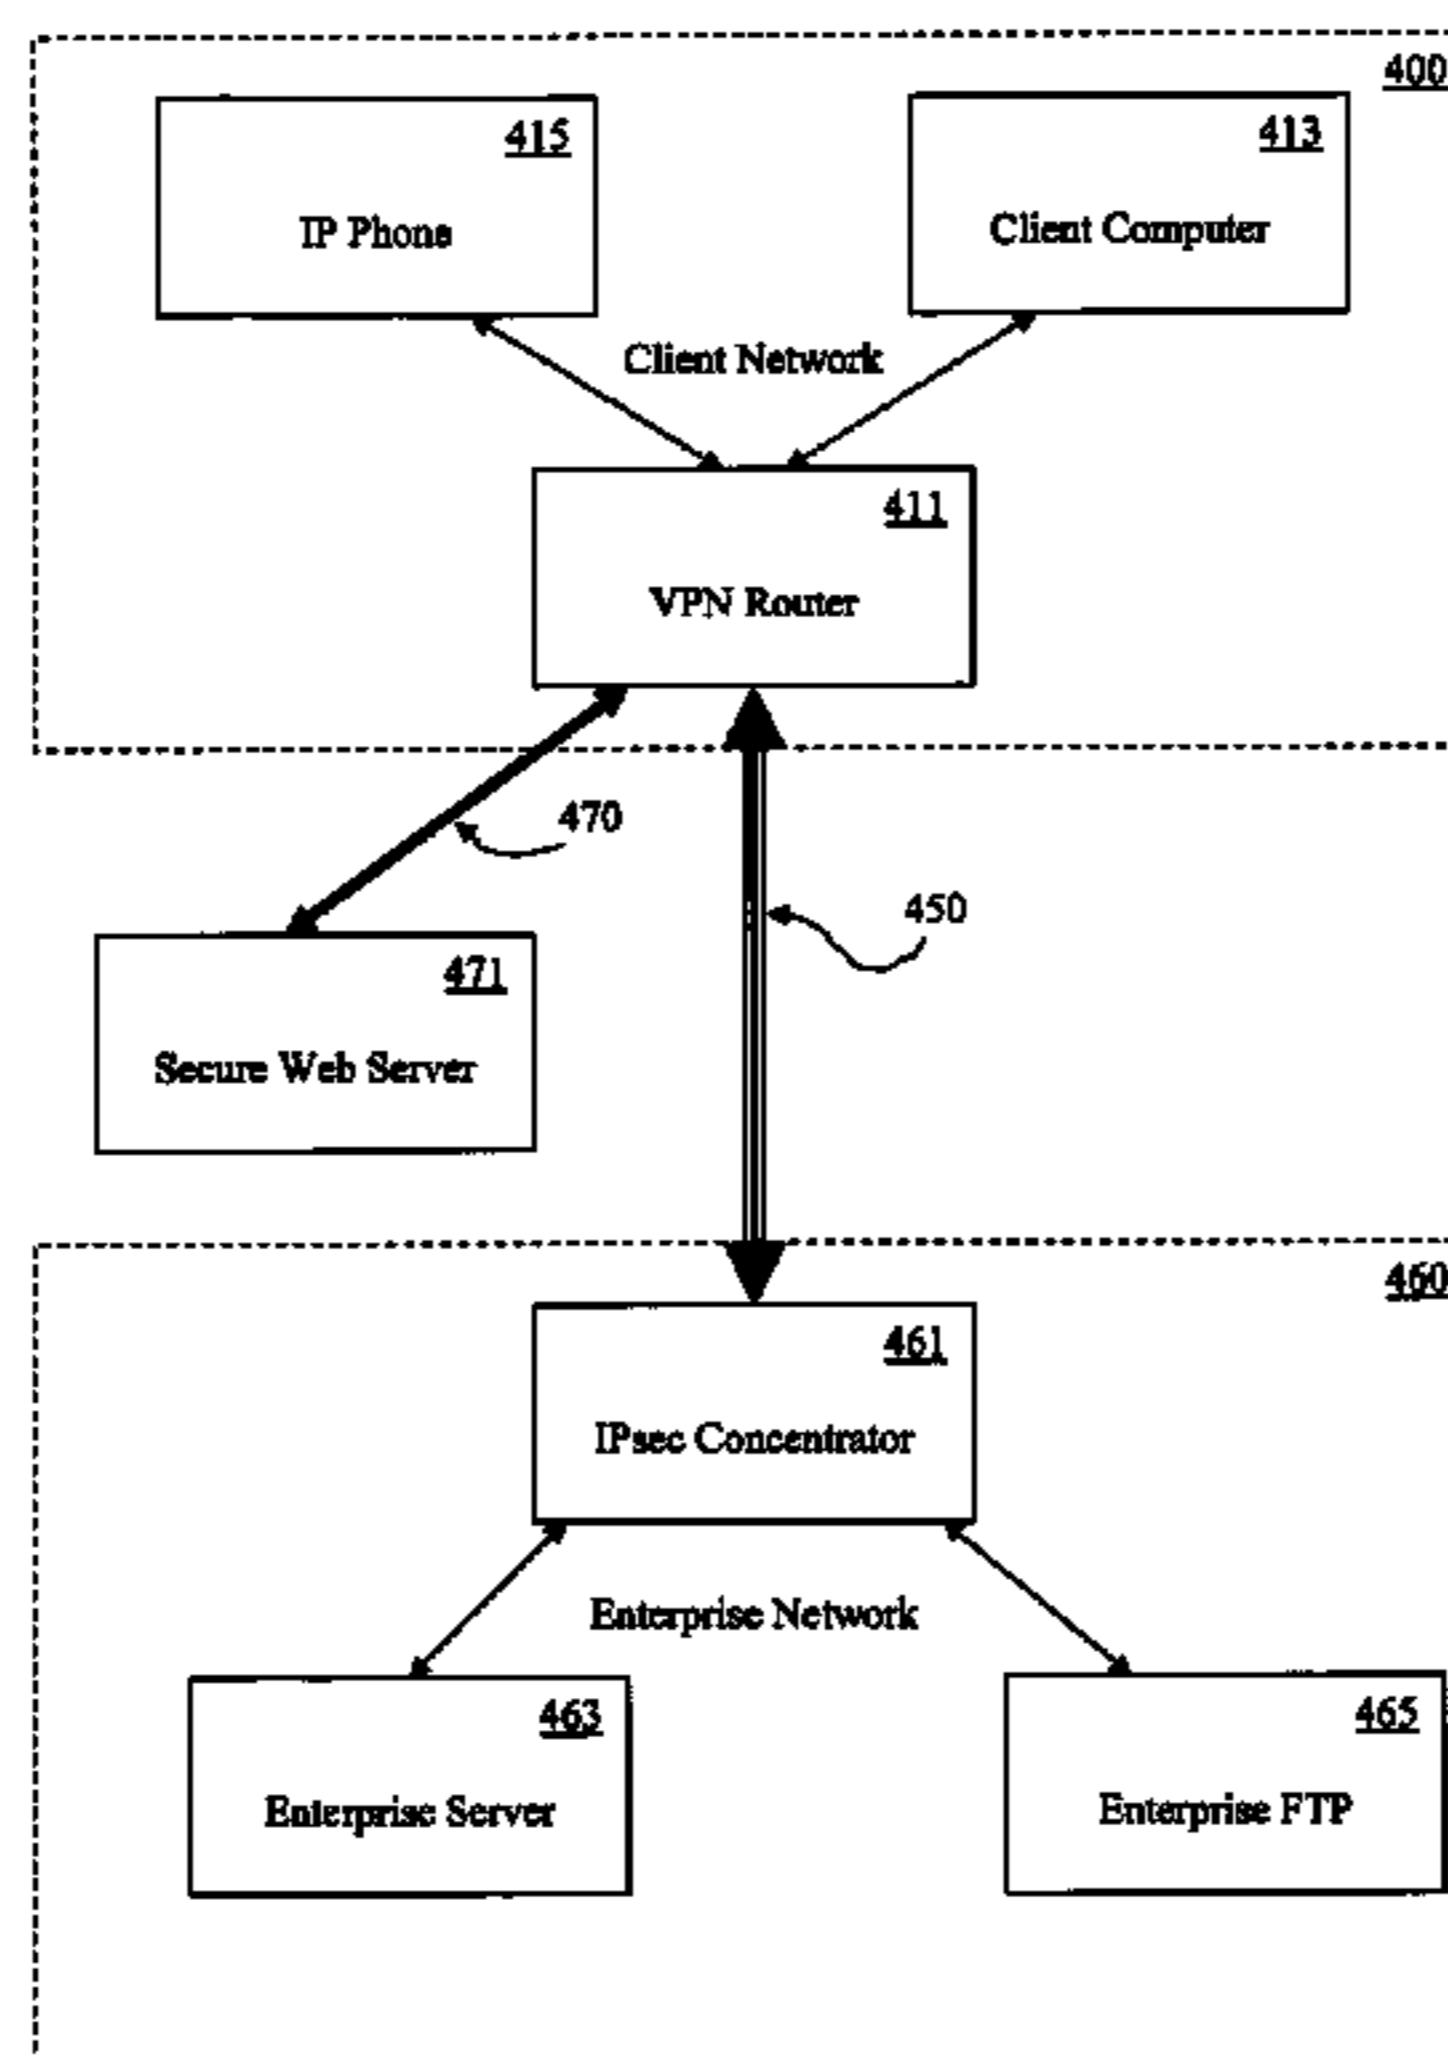 400
415
IP Phone
413
Client Computer
Client Network
411
VPN Router
470
450
471
Secure Web Server
460
461
IPsec Concentrator
Enterprise Network
463
Enterprise Server
465
Enterprise FTP